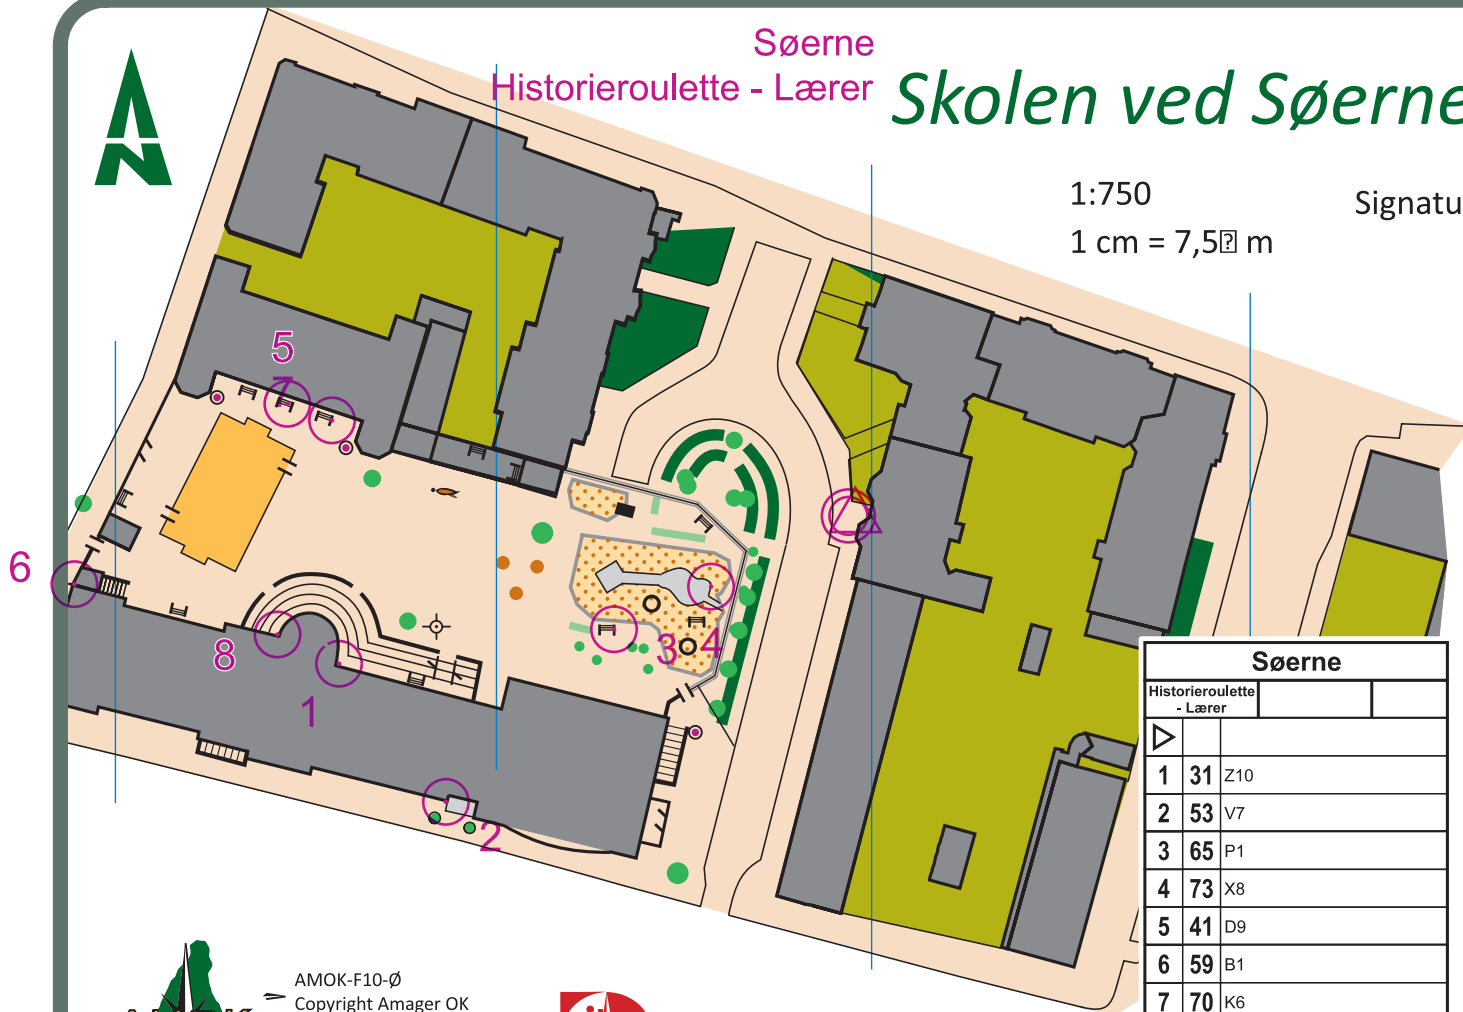 Søerne
Historieroulette - Lærer
Skolen ved Søerne
1:750
1 cm = 7,5 m
Signatu
5
7
6
8
1
3
4
2
Søerne
Historieroulette
- Lærer
1 31 Z10
2 53 V7
3 65 P1
4 73 X8
5 41 D9
6 59 B1
7 70 K6
AMOK-F10-Ø
Copyright Amager OK